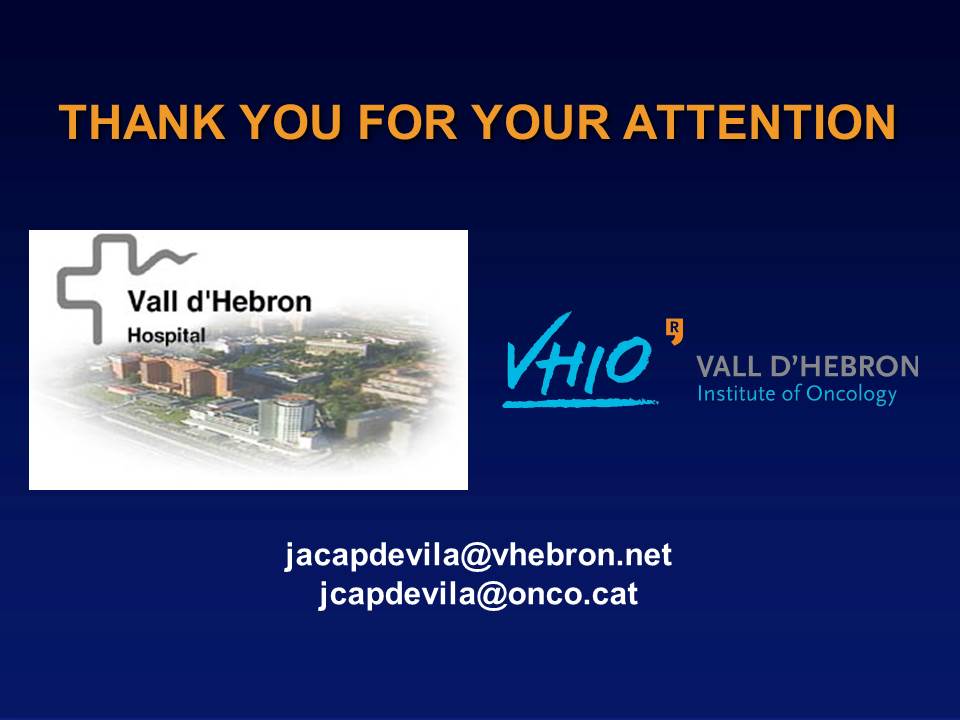 THANK YOU FOR YOUR ATTENTION
Vall d'Hebron
Hospital
VHIO
R
VALL D'HEBRON
Institute of Oncology
jacapdevila@vhebron.net
jcapdevila@onco.cat